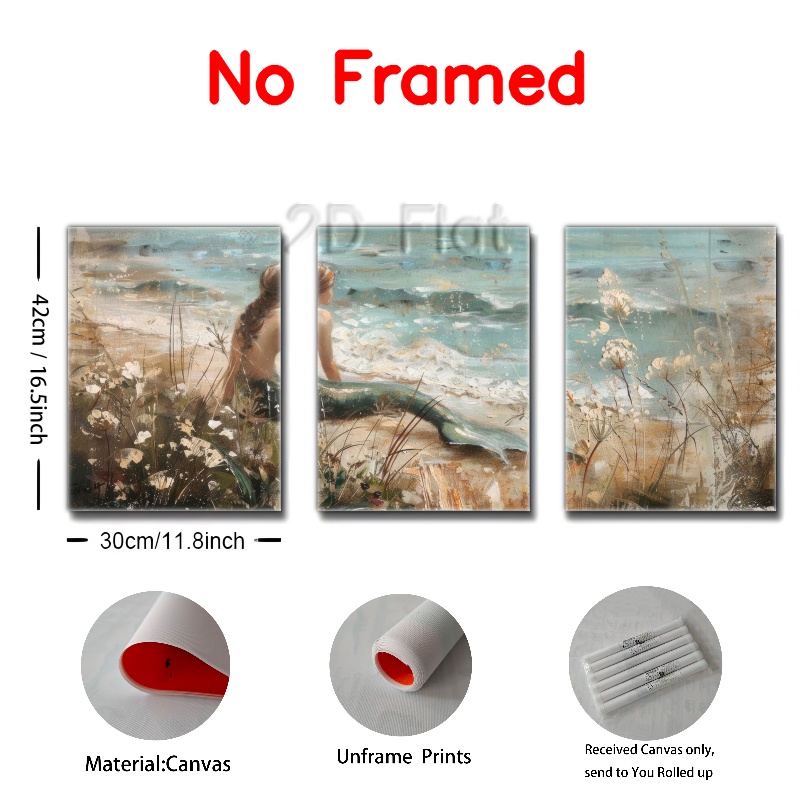 No Framed
2D Flat
42cm / 16.5inch
30cm/11.8inch
Material:Canvas
Unframe Prints
Received Canvas only,
send to You Rolled up